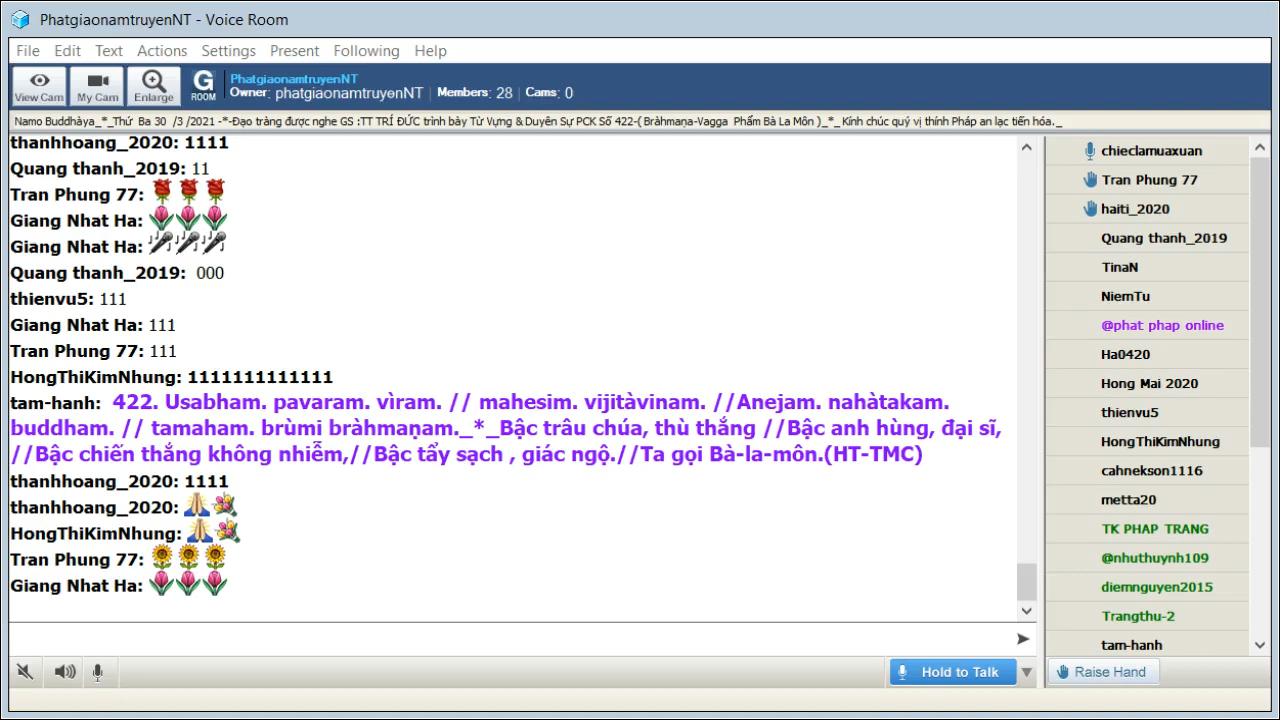 PhatgiaonamtruyenNT - Voice Room
File Edit Text Actions Settings Present Following Help
View Cam My Cam Enlarge G ROOM
PhatgiaonamtruyenNT
Owner: phatgiaonamtruyenNT Members: 28 Cams: 0
Namo Buddhàya_*_Thứ Ba 30 /3 /2021 -*-Đạo tràng được nghe GS :TT TRÍ ĐỨC trình bày Từ Vựng & Duyên Sự PCK Số 422-( Bràhmaṇa-Vagga Phẩm Bà La Môn )_*_ Kính chúc quý vị thính Pháp an lạc tiến hóa._
thanhhoang_2020: 1111
Quang thanh_2019: 11
Tran Phung 77:
Giang Nhat Ha:
Giang Nhat Ha:
Quang thanh_2019: 000
thienvu5: 111
Giang Nhat Ha: 111
Tran Phung 77: 111
HongThiKimNhung: 1111111111111
tam-hanh: 422. Usabham. pavaram. vìram. // mahesim. vijitàvinam. //Anejam. nahàtakam.
buddham. // tamaham. brùmi bràhmaṇam._*_Bậc trâu chúa, thù thắng //Bậc anh hùng, đại sĩ,
//Bậc chiến thắng không nhiễm,//Bậc tẩy sạch , giác ngộ.//Ta gọi Bà-la-môn.(HT-TMC)
thanhhoang_2020: 1111
thanhhoang_2020:
HongThiKimNhung:
Tran Phung 77:
Giang Nhat Ha:
Hold to Talk
chieclamuaxuan
Tran Phung 77
haiti_2020
Quang thanh_2019
TinaN
NiemTu
@phat phap online
Ha0420
Hong Mai 2020
thienvu5
HongThiKimNhung
cahnekson1116
metta20
TK PHAP TRANG
@nhuthuynh109
diemnguyen2015
Trangthu-2
tam-hanh
Raise Hand